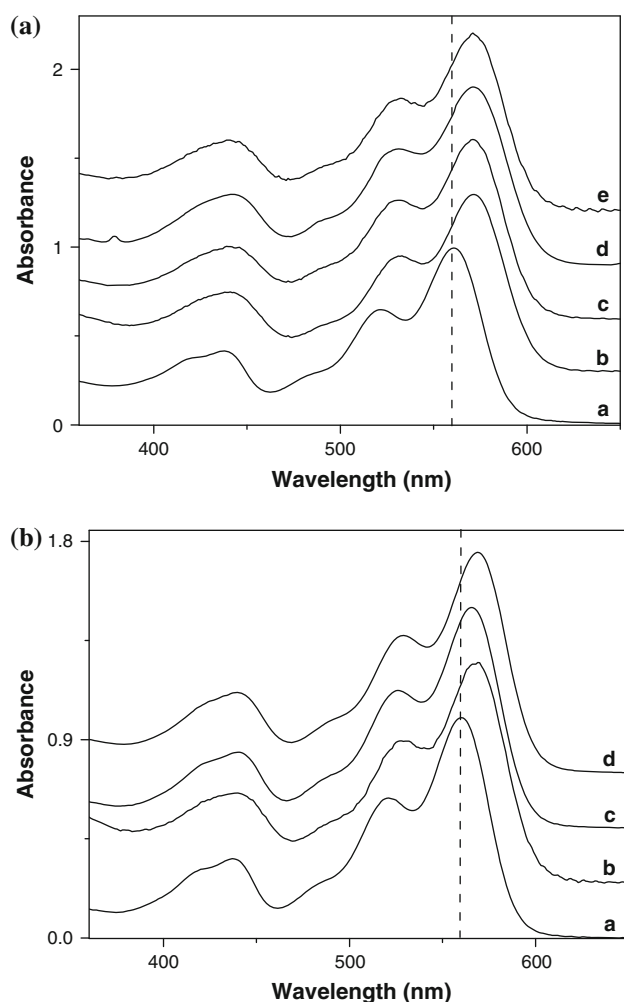 (a)
2
1
0
Absorbance
e
d
c
b
a
400
500
600
Wavelength (nm)
(b)
1.8
0.9
0.0
Absorbance
d
c
b
a
400
500
600
Wavelength (nm)